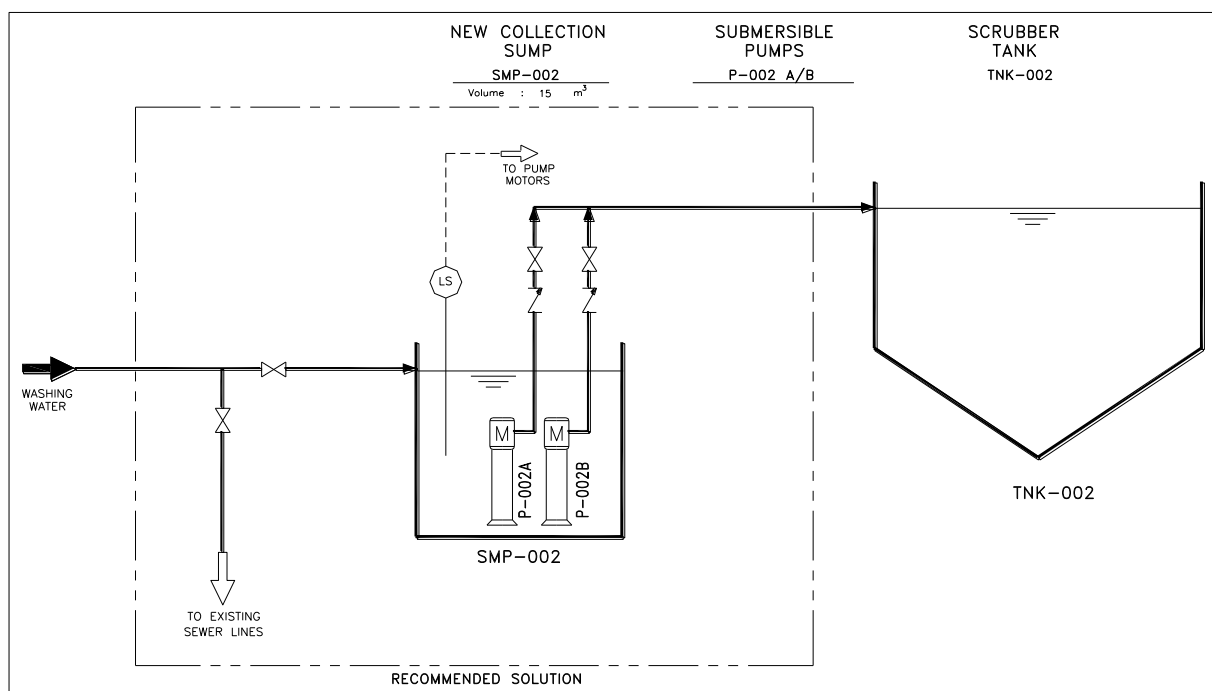 NEW COLLECTION
SUMP
SMP-002
Volume : 15 m³
SUBMERSIBLE
PUMPS
P-002 A/B
SCRUBBER
TANK
TNK-002
TO PUMP
MOTORS
LS
WASHING
WATER
M
M
P-002A
P-002B
TNK-002
SMP-002
TO EXISTING
SEWER LINES
RECOMMENDED SOLUTION